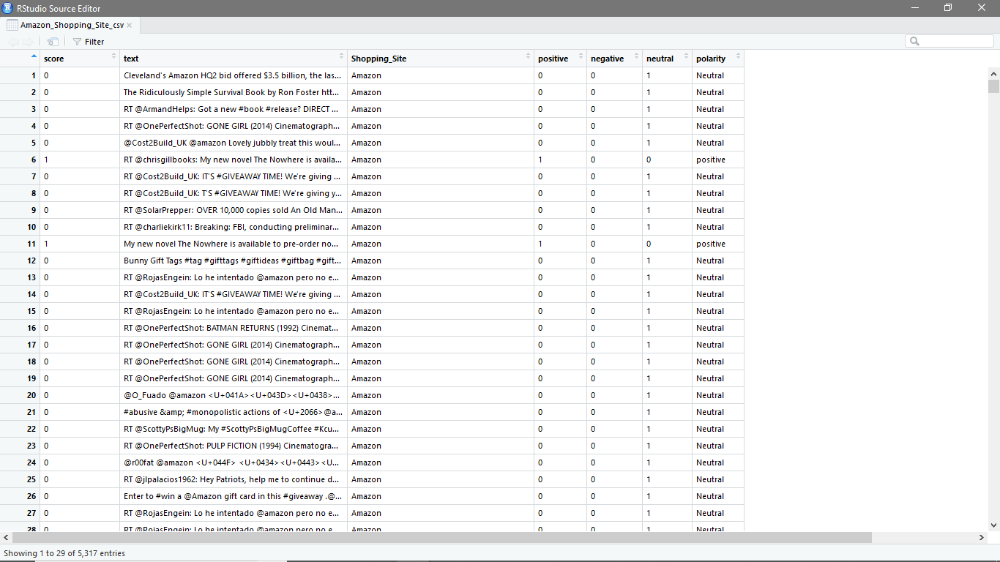 RStudio Source Editor
Amazon_Shopping_Site_csv
Filter
score text Shopping_Site positive negative neutral polarity
1 0 Cleveland's Amazon HQ2 bid offered $3.5 billion, the las... Amazon 0 0 1 Neutral
2 0 The Ridiculously Simple Survival Book by Ron Foster htt... Amazon 0 0 1 Neutral
3 0 RT @ArmandHelps: Got a new #book #release? DIRECT ... Amazon 0 0 1 Neutral
4 0 RT @OnePerfectShot: GONE GIRL (2014) Cinematograph... Amazon 0 0 1 Neutral
5 0 @Cost2Build_UK @amazon Lovely jubbly treat this woul... Amazon 0 0 1 Neutral
6 1 RT @chrisgillbooks: My new novel The Nowhere is availa... Amazon 1 0 0 positive
7 0 RT @Cost2Build_UK: IT'S #GIVEAWAY TIME! We're giving ... Amazon 0 0 1 Neutral
8 0 RT @Cost2Build_UK: T'S #GIVEAWAY TIME! We're giving y... Amazon 0 0 1 Neutral
9 0 RT @SolarPrepper: OVER 10,000 copies sold An Old Man... Amazon 0 0 1 Neutral
10 0 RT @charliekirk11: Breaking: FBI, conducting preliminar... Amazon 0 0 1 Neutral
11 1 My new novel The Nowhere is available to pre-order no... Amazon 1 0 0 positive
12 0 Bunny Gift Tags #tag #gifttags #giftideas #giftbag #gift... Amazon 0 0 1 Neutral
13 0 RT @RojasEngein: Lo he intentado @amazon pero no e... Amazon 0 0 1 Neutral
14 0 RT @Cost2Build_UK: IT'S #GIVEAWAY TIME! We're giving ... Amazon 0 0 1 Neutral
15 0 RT @RojasEngein: Lo he intentado @amazon pero no e... Amazon 0 0 1 Neutral
16 0 RT @OnePerfectShot: BATMAN RETURNS (1992) Cinemat... Amazon 0 0 1 Neutral
17 0 RT @OnePerfectShot: GONE GIRL (2014) Cinematograph... Amazon 0 0 1 Neutral
18 0 RT @OnePerfectShot: GONE GIRL (2014) Cinematograph... Amazon 0 0 1 Neutral
19 0 RT @OnePerfectShot: GONE GIRL (2014) Cinematograph... Amazon 0 0 1 Neutral
20 0 @O_Fuado @amazon <U+041A><U+043D><U+0438>... Amazon 0 0 1 Neutral
21 0 #abusive &amp; #monopolistic actions of <U+2066>@a... Amazon 0 0 1 Neutral
22 0 RT @ScottyPsBigMug: My #ScottyPsBigMugCoffee #Kcu... Amazon 0 0 1 Neutral
23 0 RT @OnePerfectShot: PULP FICTION (1994) Cinematogra... Amazon 0 0 1 Neutral
24 0 @r00fat @amazon <U+044F> <U+0434><U+0443><U... Amazon 0 0 1 Neutral
25 0 RT @jlpalacios1962: Hey Patriots, help me to continue d... Amazon 0 0 1 Neutral
26 0 Enter to #win a @Amazon gift card in this #giveaway .@... Amazon 0 0 1 Neutral
27 0 RT @RojasEngein: Lo he intentado @amazon pero no e... Amazon 0 0 1 Neutral
28 0 RT @RojasEngein: Lo he intentado @amazon pero no e... Amazon 0 0 1 Neutral
Showing 1 to 29 of 5,317 entries